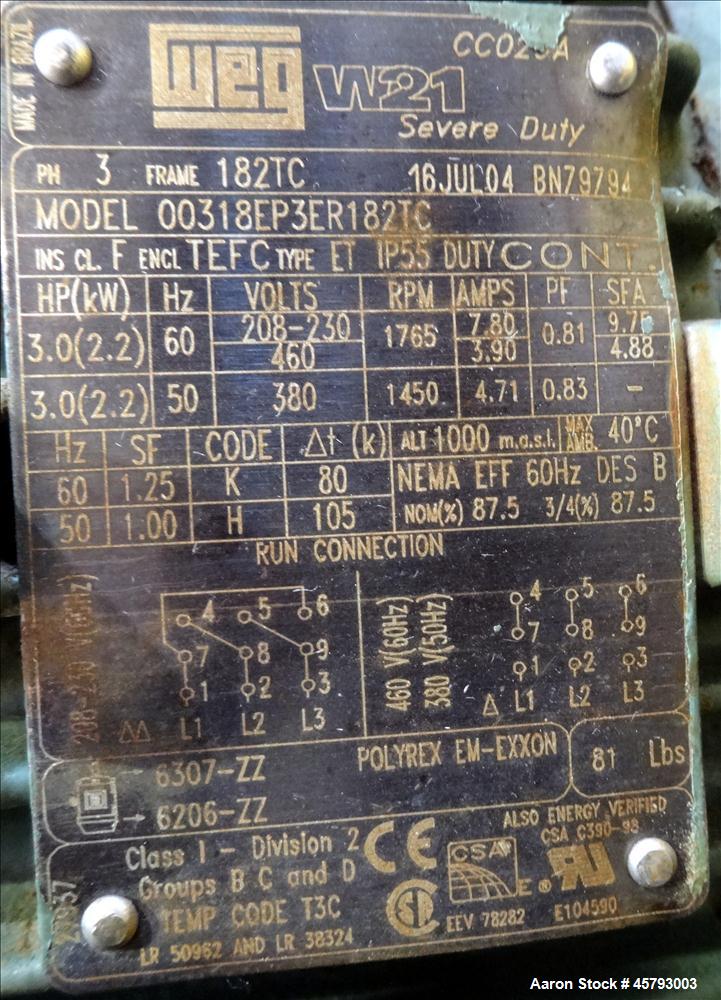 MADE IN BRAZIL
WEG W21 CC029A
Severe Duty
PH 3 FRAME 182TC 16JUL04 BN79794
MODEL 00318EP3ER182TC
INS CL. F ENCL TEFC TYPE ET IP55 DUTY CONT.
HP(kW) Hz VOLTS RPM AMPS PF SFA
3.0(2.2) 60 208-230 1765 7.80 0.81 9.75
460 3.90 4.88
3.0(2.2) 50 380 1450 4.71 0.83 -
Hz SF CODE Δt (k) ALT 1000 m.a.s.l. MAX AMB. 40°C
60 1.25 K 80 NEMA EFF 60Hz DES B
50 1.00 H 105 NOM(%) 87.5 3/4(%) 87.5
RUN CONNECTION
208-230 V(60Hz)
4 5 6
7 8 9
1 2 3
ΔΔ L1 L2 L3
460 V(60Hz)
380 V(50Hz)
4 5 6
7 8 9
1 2 3
Δ L1 L2 L3
6307-ZZ POLYREX EM-EXXON 81 Lbs
6206-ZZ
ALSO ENERGY VERIFIED
CSA C390-98
Class I - Division 2
Groups B C and D
TEMP CODE T3C
LR 50962 AND LR 38324
CE
CSA E®
EEV 78282 E104590
Aaron Stock # 45793003